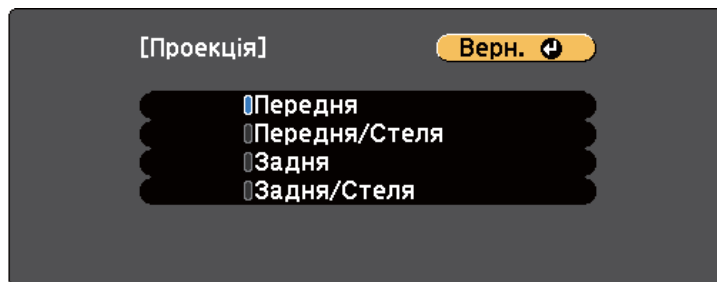 [Проекція] Верн.
Передня
Передня/Стеля
Задня
Задня/Стеля